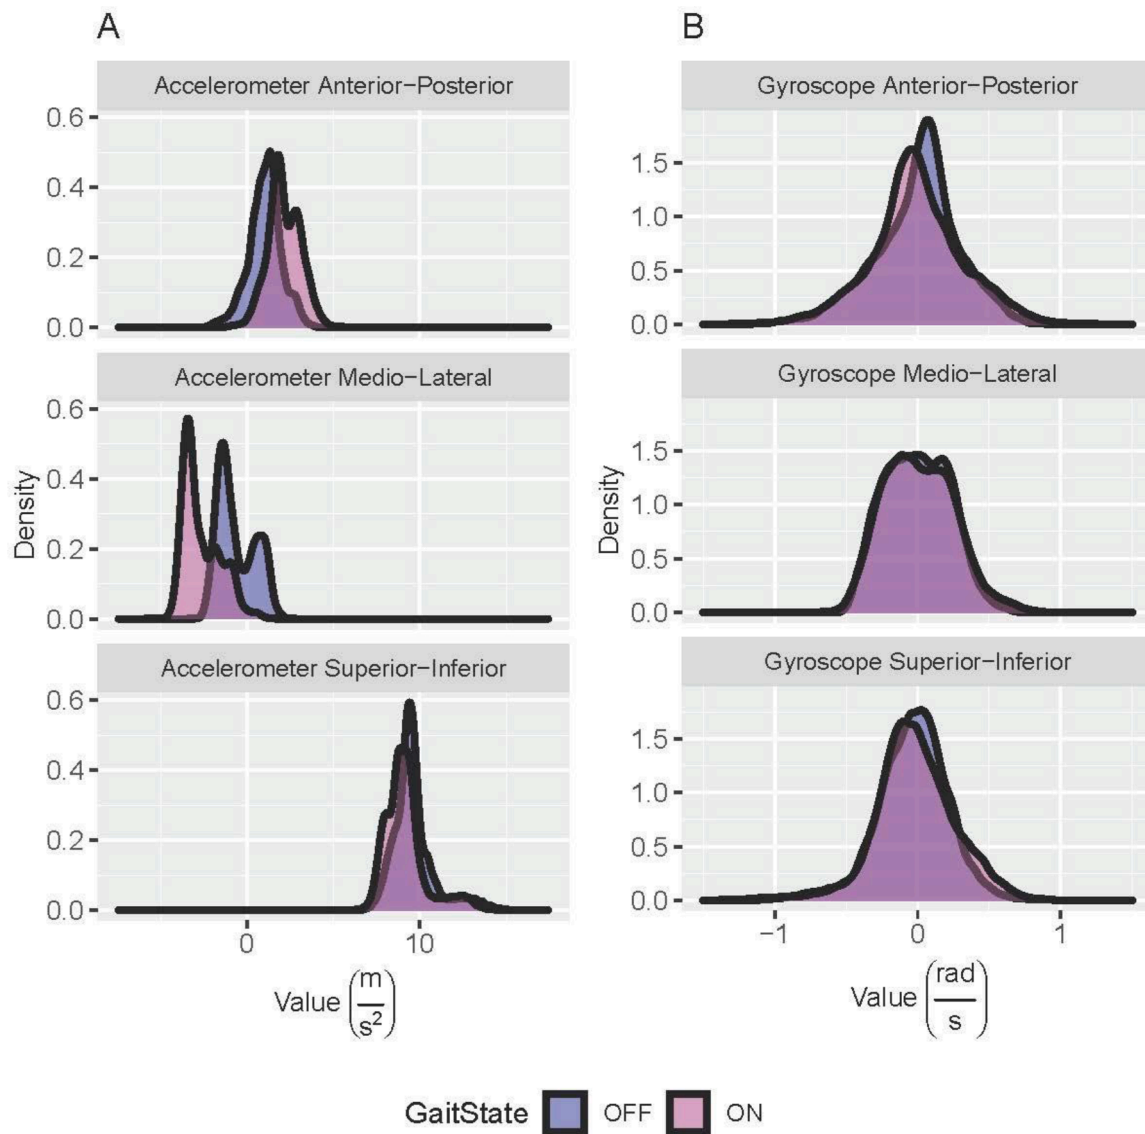 A
Accelerometer Anterior−Posterior
0.6
0.4
0.2
0.0
Accelerometer Medio−Lateral
0.6
0.4
0.2
0.0
Density
Accelerometer Superior−Inferior
0.6
0.4
0.2
0.0
0 10
Value (m/s²)
B
Gyroscope Anterior−Posterior
1.5
1.0
0.5
0.0
Gyroscope Medio−Lateral
1.5
1.0
0.5
0.0
Density
Gyroscope Superior−Inferior
1.5
1.0
0.5
0.0
−1 0 1
Value (rad/s)
GaitState OFF ON